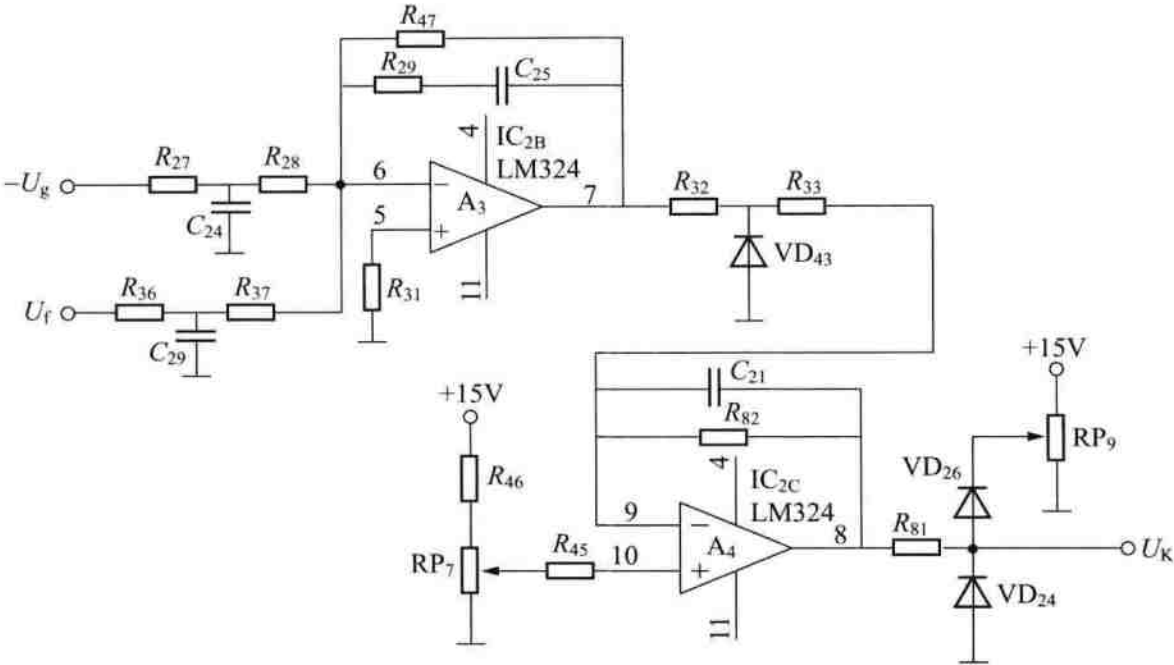 R47
R29
C25
4
IC2B
LM324
R27
R28
6
−Ug
−
A3
7
R32
R33
C24
5
+
VD43
11
R31
R36
R37
Uf
C29
+15V
C21
+15V
R82
RP9
4
R46
IC2C
LM324
VD26
9
−
R81
8
A4
R45
10
RP7
+
UK
VD24
11